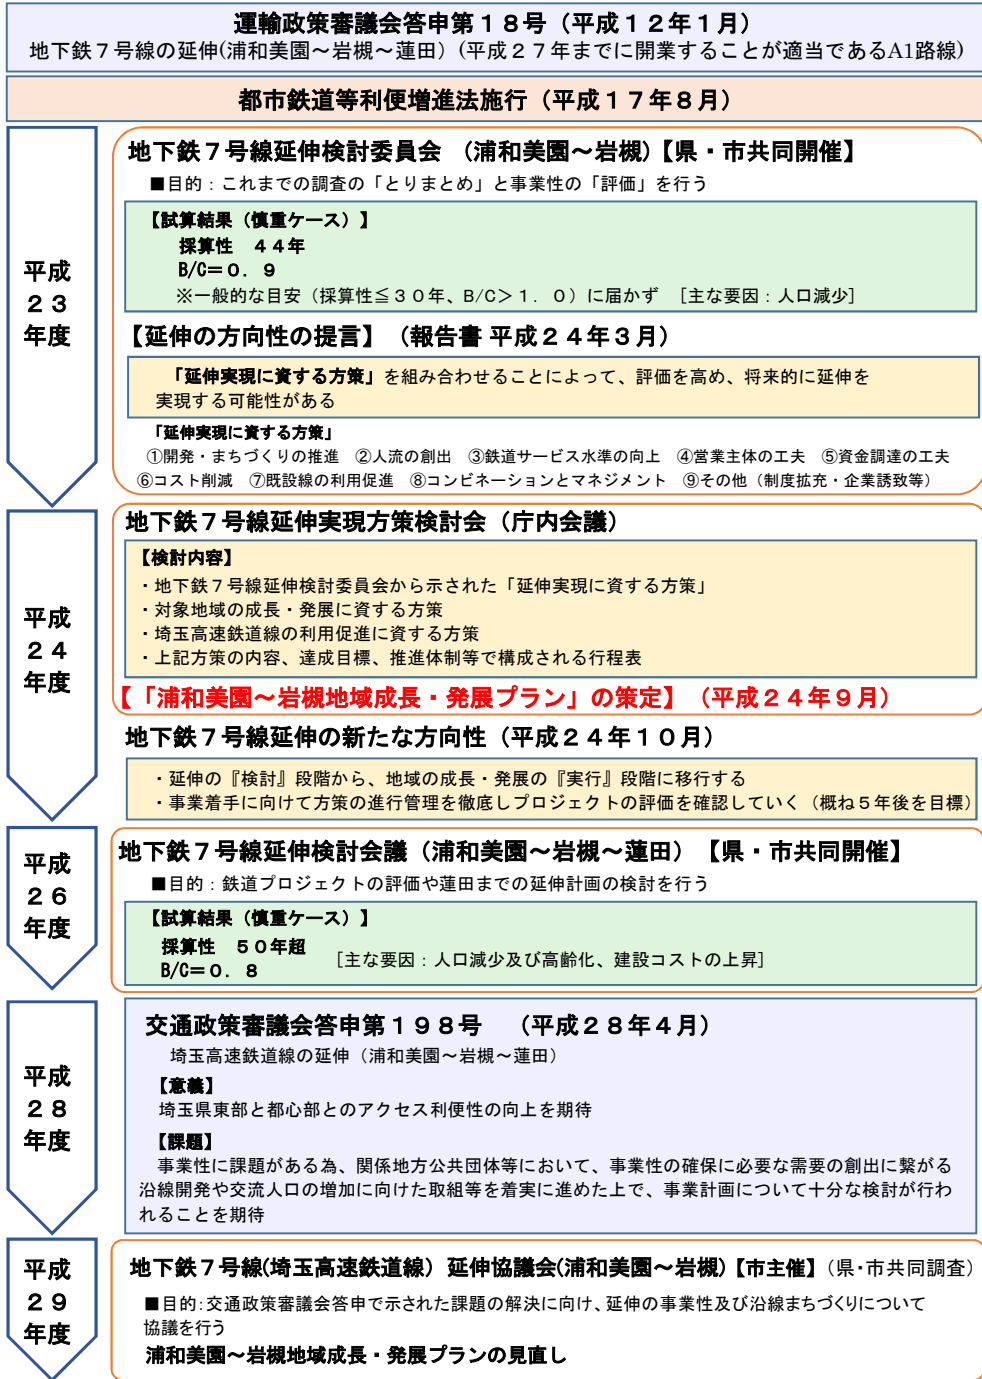 運輸政策審議会答申第１８号（平成１２年１月）
地下鉄７号線の延伸(浦和美園～岩槻～蓮田）(平成２７年までに開業することが適当であるA1路線)
都市鉄道等利便増進法施行（平成１７年８月）
平成
２３
年度
地下鉄７号線延伸検討委員会　（浦和美園～岩槻）【県・市共同開催】
■目的：これまでの調査の「とりまとめ」と事業性の「評価」を行う
【試算結果（慎重ケース）】
採算性　４４年
B/C＝０．９
※一般的な目安（採算性≦３０年、B/C＞１．０）に届かず　［主な要因：人口減少］
【延伸の方向性の提言】（報告書 平成２４年３月）
「延伸実現に資する方策」を組み合わせることによって、評価を高め、将来的に延伸を
実現する可能性がある
「延伸実現に資する方策」
①開発・まちづくりの推進　②人流の創出　③鉄道サービス水準の向上　④営業主体の工夫　⑤資金調達の工夫
⑥コスト削減　⑦既設線の利用促進　⑧コンビネーションとマネジメント　⑨その他（制度拡充・企業誘致等）
平成
２４
年度
地下鉄７号線延伸実現方策検討会（庁内会議）
【検討内容】
・地下鉄７号線延伸検討委員会から示された「延伸実現に資する方策」
・対象地域の成長・発展に資する方策
・埼玉高速鉄道線の利用促進に資する方策
・上記方策の内容、達成目標、推進体制等で構成される行程表
【「浦和美園～岩槻地域成長・発展プラン」の策定】（平成２４年９月）
地下鉄７号線延伸の新たな方向性（平成２４年１０月）
・延伸の『検討』段階から、地域の成長・発展の『実行』段階に移行する
・事業着手に向けて方策の進行管理を徹底しプロジェクトの評価を確認していく（概ね５年後を目標）
平成
２６
年度
地下鉄７号線延伸検討会議（浦和美園～岩槻～蓮田）【県・市共同開催】
■目的：鉄道プロジェクトの評価や蓮田までの延伸計画の検討を行う
【試算結果（慎重ケース）】
採算性　５０年超
B/C＝０．８
［主な要因：人口減少及び高齢化、建設コストの上昇］
平成
２８
年度
交通政策審議会答申第１９８号　（平成２８年４月）
埼玉高速鉄道線の延伸（浦和美園～岩槻～蓮田）
【意義】
埼玉県東部と都心部とのアクセス利便性の向上を期待
【課題】
事業性に課題がある為、関係地方公共団体等において、事業性の確保に必要な需要の創出に繋がる
沿線開発や交流人口の増加に向けた取組等を着実に進めた上で、事業計画について十分な検討が行わ
れることを期待
平成
２９
年度
地下鉄７号線(埼玉高速鉄道線）延伸協議会(浦和美園～岩槻)【市主催】（県・市共同調査）
■目的:交通政策審議会答申で示された課題の解決に向け、延伸の事業性及び沿線まちづくりについて
協議を行う
浦和美園～岩槻地域成長・発展プランの見直し